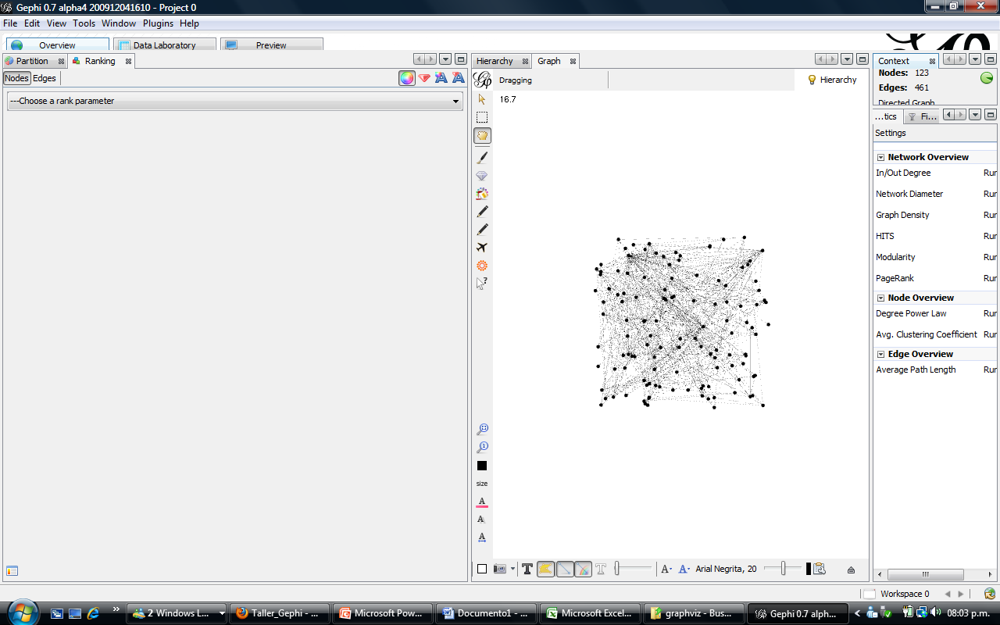 Gephi 0.7 alpha4 200912041610 - Project 0
File Edit View Tools Window Plugins Help
Overview Data Laboratory Preview
Partition Ranking
Nodes Edges
---Choose a rank parameter
Hierarchy Graph
Dragging
Hierarchy
16.7
size
Arial Negrita, 20
Context
Nodes: 123
Edges: 461
Directed Graph
...tics Fi...
Settings
Network Overview
In/Out Degree Run
Network Diameter Run
Graph Density Run
HITS Run
Modularity Run
PageRank Run
Node Overview
Degree Power Law Run
Avg. Clustering Coefficient Run
Edge Overview
Average Path Length Run
Workspace 0
2 Windows L... Taller_Gephi - ... Microsoft Pow... Documento1 - ... Microsoft Excel... graphviz - Bus... Gephi 0.7 alph... 08:03 p.m.